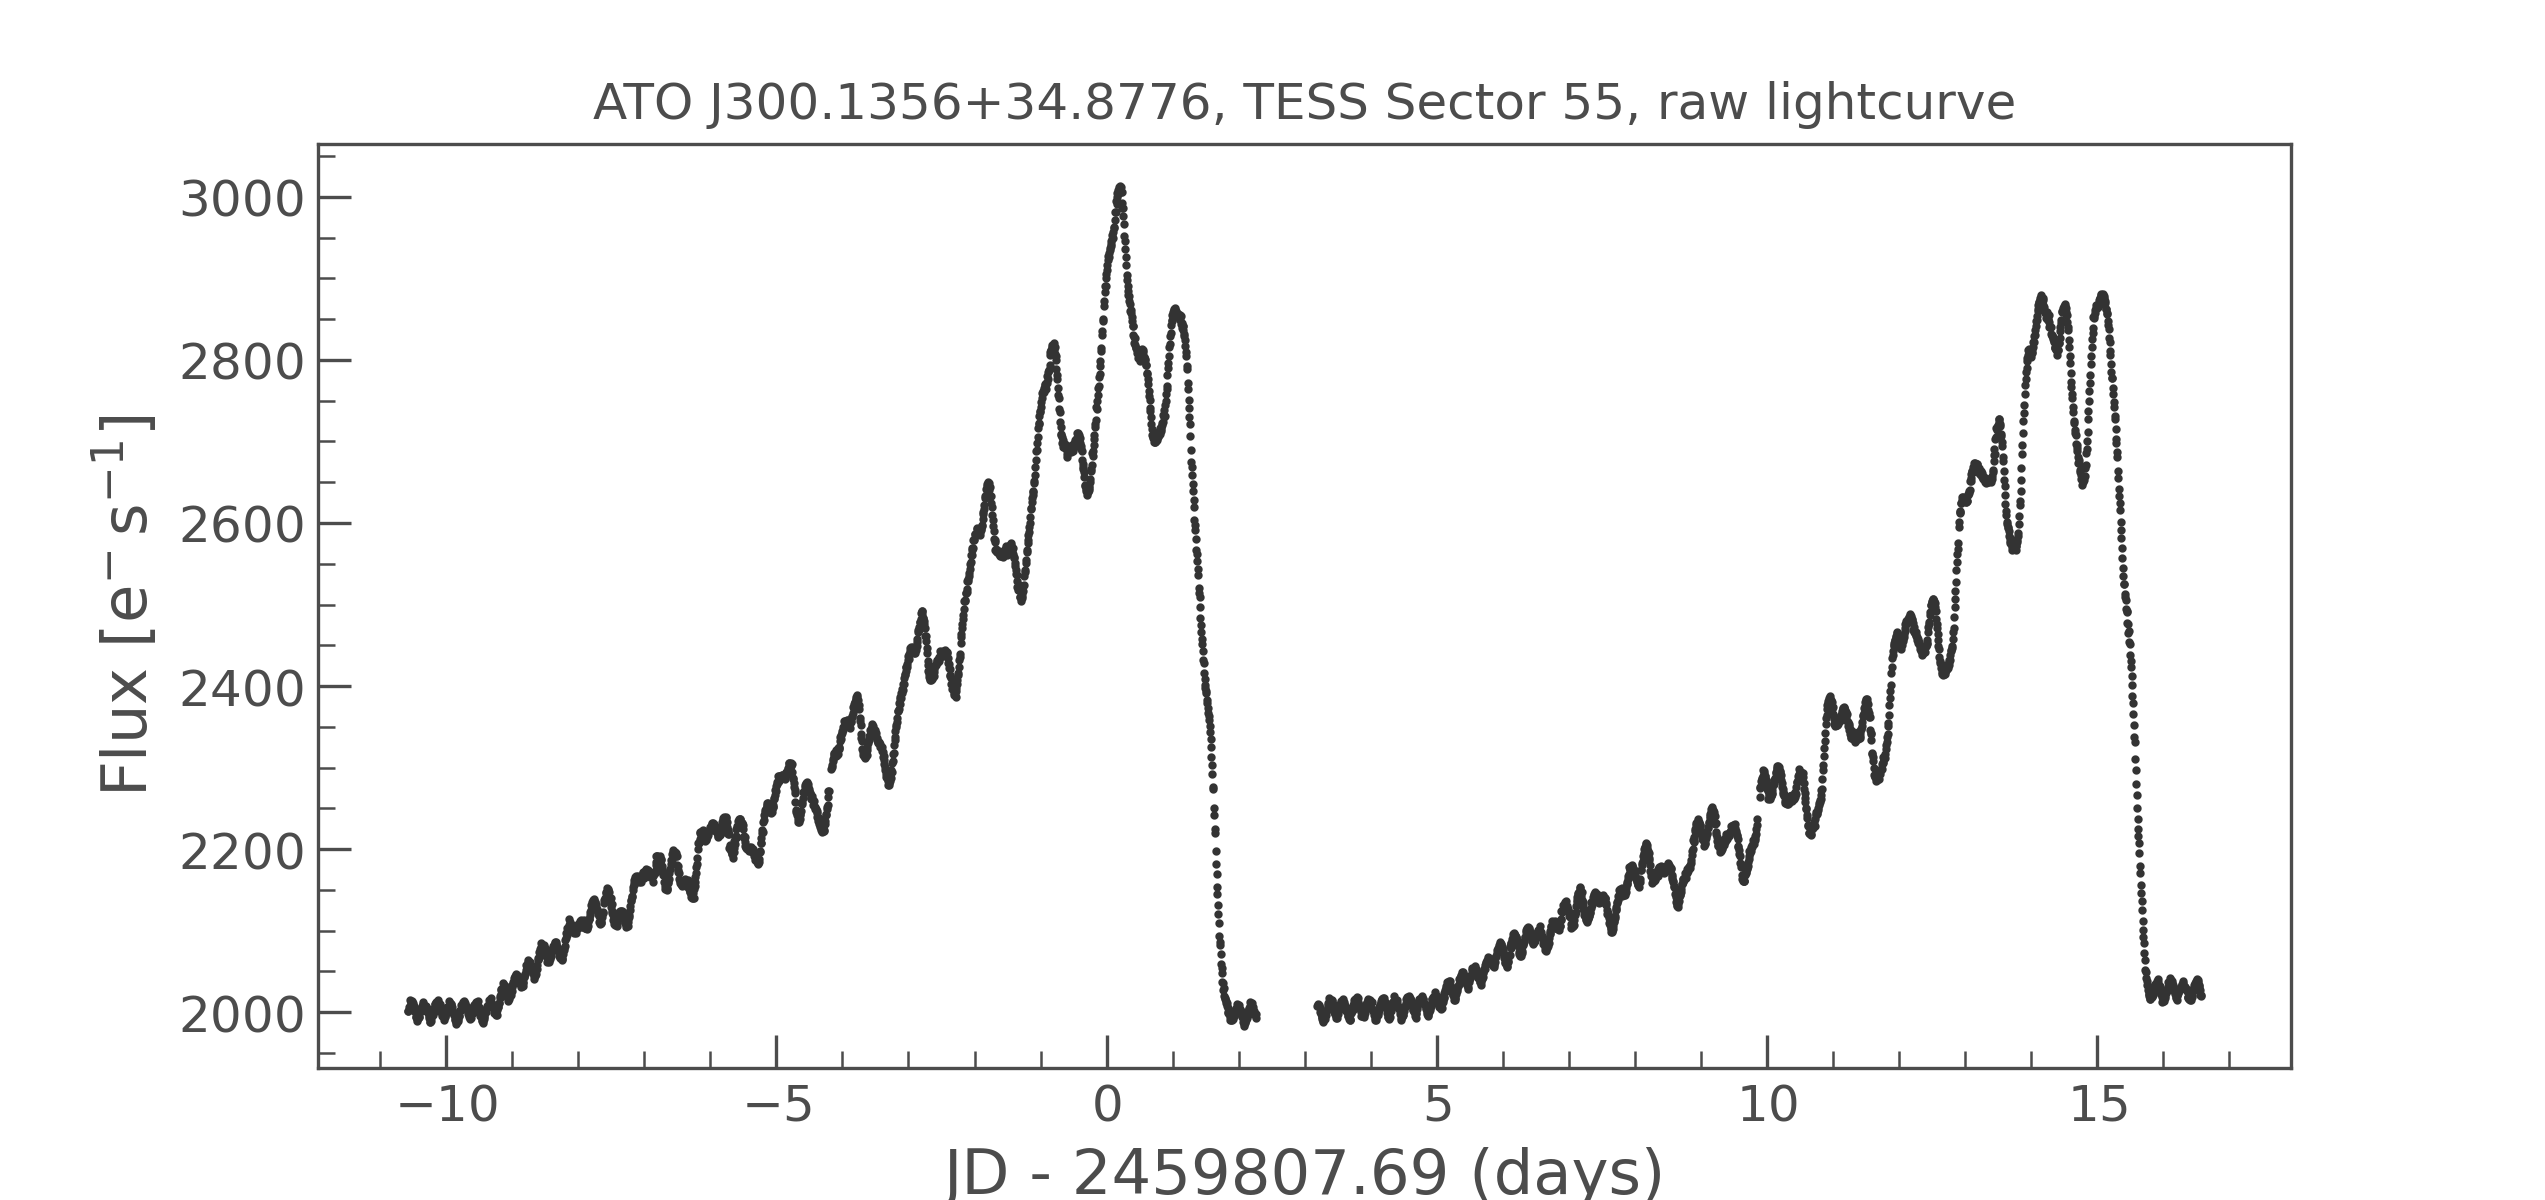 ATO J300.1356+34.8776, TESS Sector 55, raw lightcurve
Flux [e⁻ s⁻¹]
3000
2800
2600
2400
2200
2000
−10 −5 0 5 10 15
JD - 2459807.69 (days)